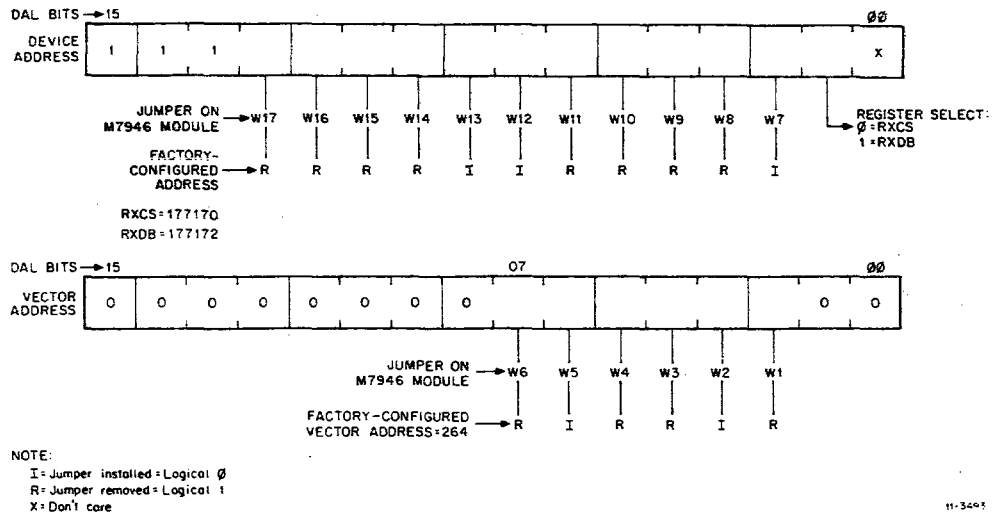 DAL BITS → 15 ØØ
DEVICE ADDRESS 1 1 1 X
JUMPER ON M7946 MODULE → W17 W16 W15 W14 W13 W12 W11 W10 W9 W8 W7
REGISTER SELECT:
Ø=RXCS
1=RXDB
FACTORY-CONFIGURED ADDRESS → R R R R I I R R R R I
RXCS=177170
RXDB=177172
DAL BITS → 15 07 ØØ
VECTOR ADDRESS 0 0 0 0 0 0 0 0 0 0
JUMPER ON M7946 MODULE → W6 W5 W4 W3 W2 W1
FACTORY-CONFIGURED VECTOR ADDRESS=264 → R I R R I R
NOTE:
I=Jumper installed=Logical Ø
R=Jumper removed=Logical 1
X=Don't care
11-3493